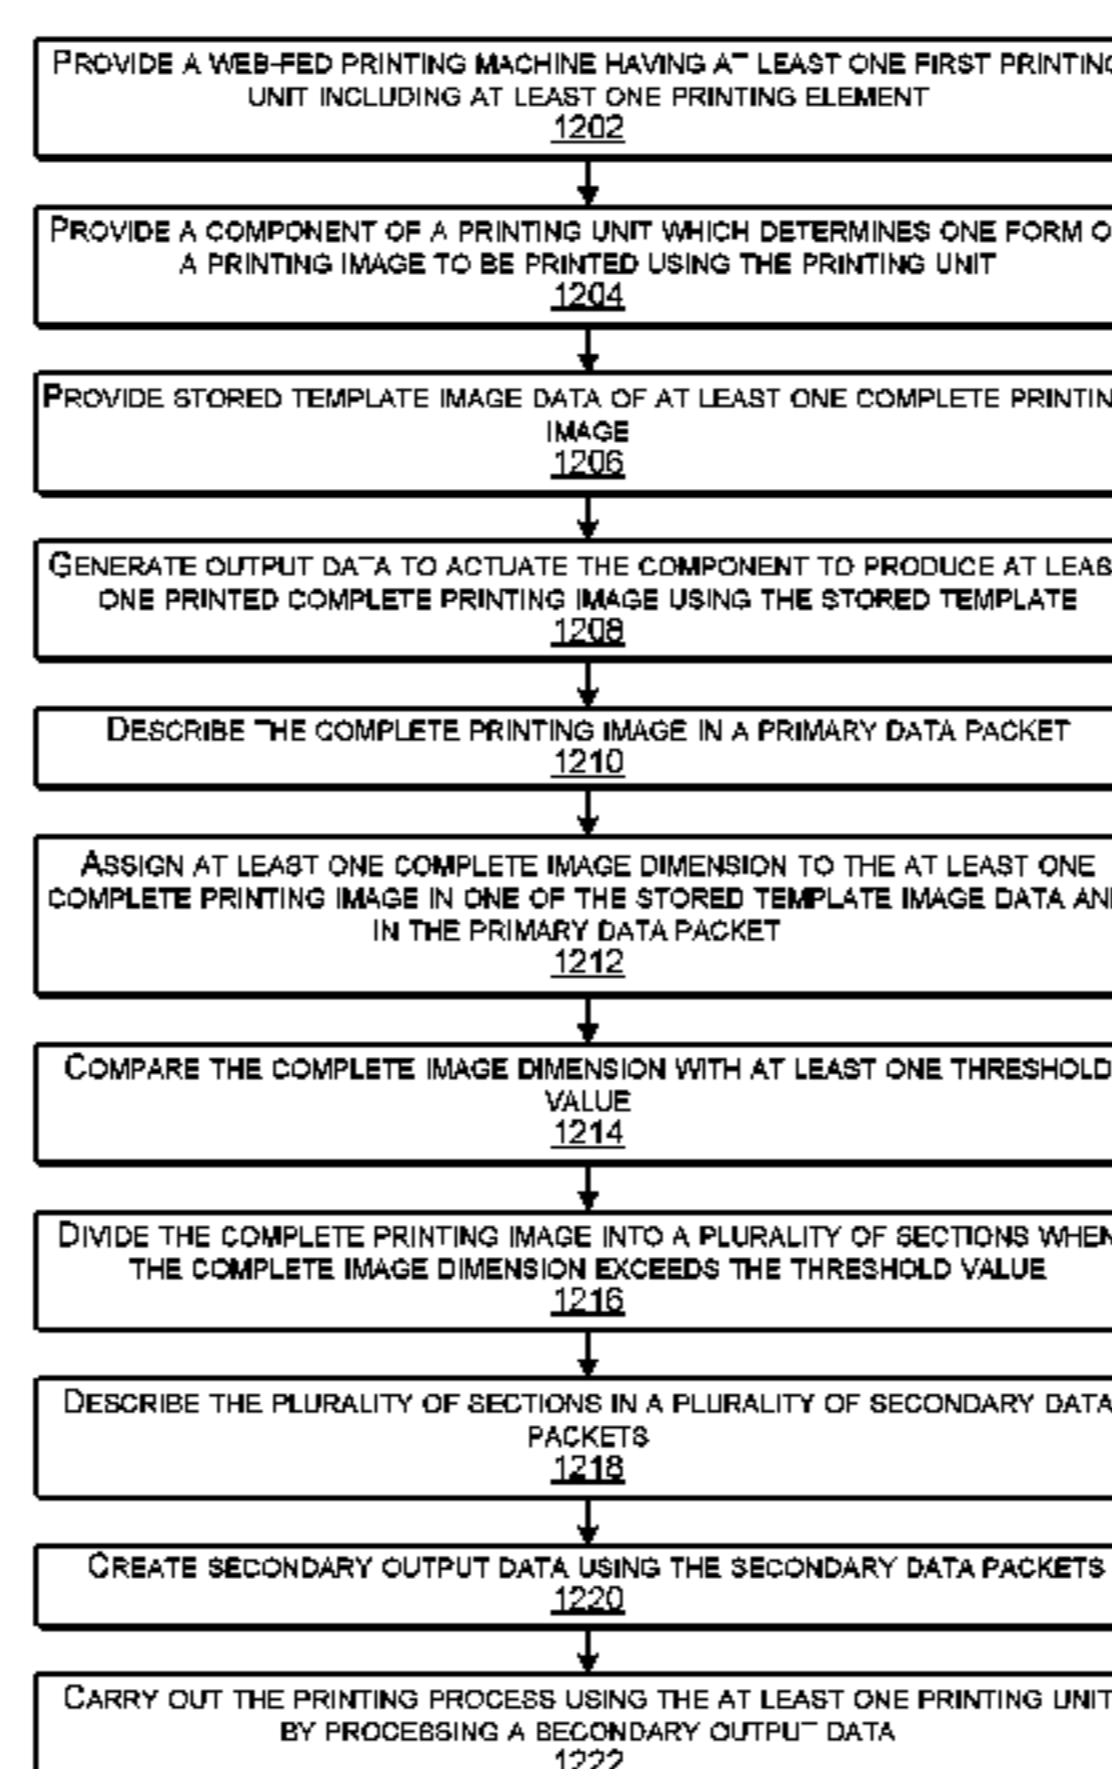 PROVIDE A WEB-FED PRINTING MACHINE HAVING AT LEAST ONE FIRST PRINTING
UNIT INCLUDING AT LEAST ONE PRINTING ELEMENT
1202
PROVIDE A COMPONENT OF A PRINTING UNIT WHICH DETERMINES ONE FORM O
A PRINTING IMAGE TO BE PRINTED USING THE PRINTING UNIT
1204
PROVIDE STORED TEMPLATE IMAGE DATA OF AT LEAST ONE COMPLETE PRINTIN
IMAGE
1206
GENERATE OUTPUT DATA TO ACTUATE THE COMPONENT TO PRODUCE AT LEAS
ONE PRINTED COMPLETE PRINTING IMAGE USING THE STORED TEMPLATE
1208
DESCRIBE THE COMPLETE PRINTING IMAGE IN A PRIMARY DATA PACKET
1210
ASSIGN AT LEAST ONE COMPLETE IMAGE DIMENSION TO THE AT LEAST ONE
COMPLETE PRINTING IMAGE IN ONE OF THE STORED TEMPLATE IMAGE DATA AN
IN THE PRIMARY DATA PACKET
1212
COMPARE THE COMPLETE IMAGE DIMENSION WITH AT LEAST ONE THRESHOLD
VALUE
1214
DIVIDE THE COMPLETE PRINTING IMAGE INTO A PLURALITY OF SECTIONS WHEN
THE COMPLETE IMAGE DIMENSION EXCEEDS THE THRESHOLD VALUE
1216
DESCRIBE THE PLURALITY OF SECTIONS IN A PLURALITY OF SECONDARY DATA
PACKETS
1218
CREATE SECONDARY OUTPUT DATA USING THE SECONDARY DATA PACKETS
1220
CARRY OUT THE PRINTING PROCESS USING THE AT LEAST ONE PRINTING UNIT
BY PROCESSING A SECONDARY OUTPUT DATA
1222